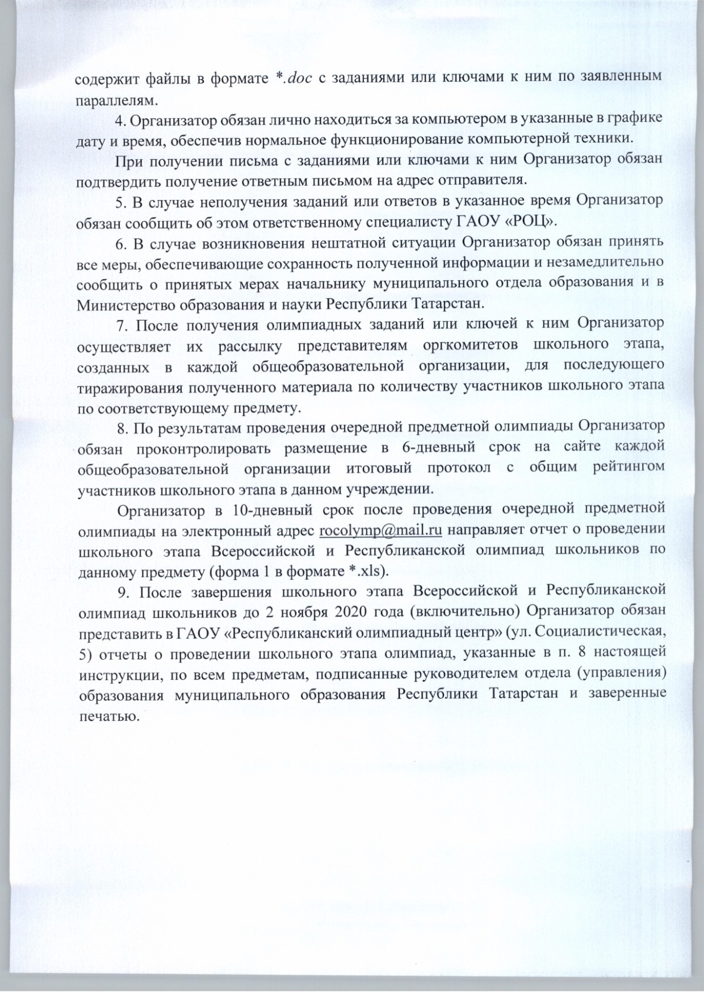 содержит файлы в формате *.doc с заданиями или ключами к ним по заявленным
параллелям.
4. Организатор обязан лично находиться за компьютером в указанные в графике
дату и время, обеспечив нормальное функционирование компьютерной техники.
При получении письма с заданиями или ключами к ним Организатор обязан
подтвердить получение ответным письмом на адрес отправителя.
5. В случае неполучения заданий или ответов в указанное время Организатор
обязан сообщить об этом ответственному специалисту ГАОУ «РОЦ».
6. В случае возникновения нештатной ситуации Организатор обязан принять
все меры, обеспечивающие сохранность полученной информации и незамедлительно
сообщить о принятых мерах начальнику муниципального отдела образования и в
Министерство образования и науки Республики Татарстан.
7. После получения олимпиадных заданий или ключей к ним Организатор
осуществляет их рассылку представителям оргкомитетов школьного этапа,
созданных в каждой общеобразовательной организации, для последующего
тиражирования полученного материала по количеству участников школьного этапа
по соответствующему предмету.
8. По результатам проведения очередной предметной олимпиады Организатор
обязан проконтролировать размещение в 6-дневный срок на сайте каждой
общеобразовательной организации итоговый протокол с общим рейтингом
участников школьного этапа в данном учреждении.
Организатор в 10-дневный срок после проведения очередной предметной
олимпиады на электронный адрес rocolymp@mail.ru направляет отчет о проведении
школьного этапа Всероссийской и Республиканской олимпиад школьников по
данному предмету (форма 1 в формате *.xls).
9. После завершения школьного этапа Всероссийской и Республиканской
олимпиад школьников до 2 ноября 2020 года (включительно) Организатор обязан
представить в ГАОУ «Республиканский олимпиадный центр» (ул. Социалистическая,
5) отчеты о проведении школьного этапа олимпиад, указанные в п. 8 настоящей
инструкции, по всем предметам, подписанные руководителем отдела (управления)
образования муниципального образования Республики Татарстан и заверенные
печатью.